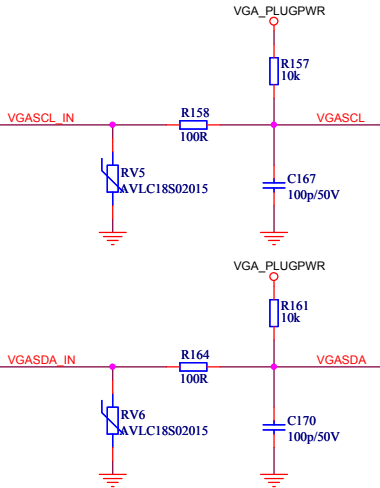 VGA_PLUGPWR
R157
10k
VGASCL_IN
R158
VGASCL
100R
RV5
AVLC18S02015
C167
100p/50V
VGA_PLUGPWR
R161
10k
VGASDA_IN
R164
VGASDA
100R
RV6
AVLC18S02015
C170
100p/50V